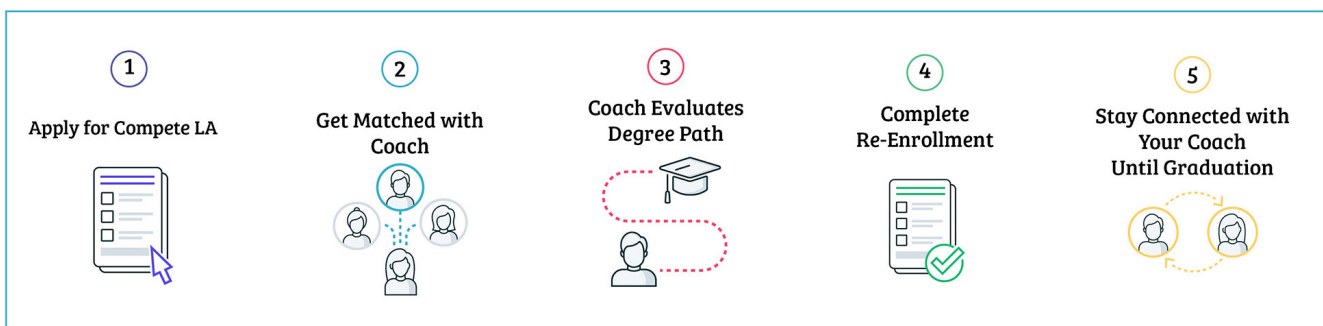 1
Apply for Compete LA
2
Get Matched with
Coach
3
Coach Evaluates
Degree Path
4
Complete
Re-Enrollment
5
Stay Connected with
Your Coach
Until Graduation